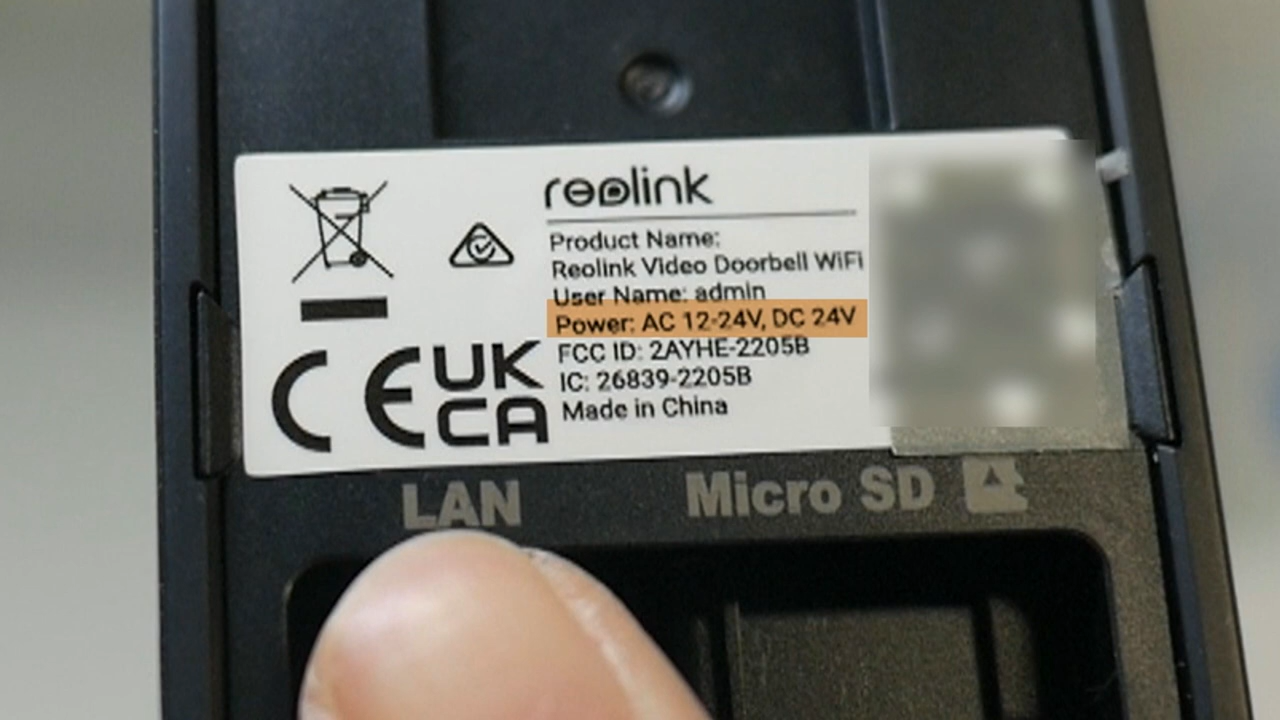 reolink
Product Name:
Reolink Video Doorbell WiFi
User Name: admin
Power: AC 12-24V, DC 24V
FCC ID: 2AYHE-2205B
IC: 26839-2205B
Made in China
CE
UK
CA
LAN
Micro SD